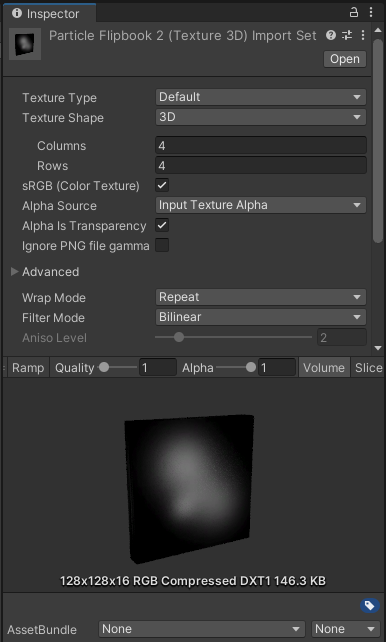 Inspector
Particle Flipbook 2 (Texture 3D) Import Set
Open
Texture Type Default
Texture Shape 3D
Columns 4
Rows 4
sRGB (Color Texture)
Alpha Source Input Texture Alpha
Alpha Is Transparency
Ignore PNG file gamma
Advanced
Wrap Mode Repeat
Filter Mode Bilinear
Aniso Level 2
Ramp Quality 1 Alpha 1 Volume Slice
128x128x16 RGB Compressed DXT1 146.3 KB
AssetBundle None None